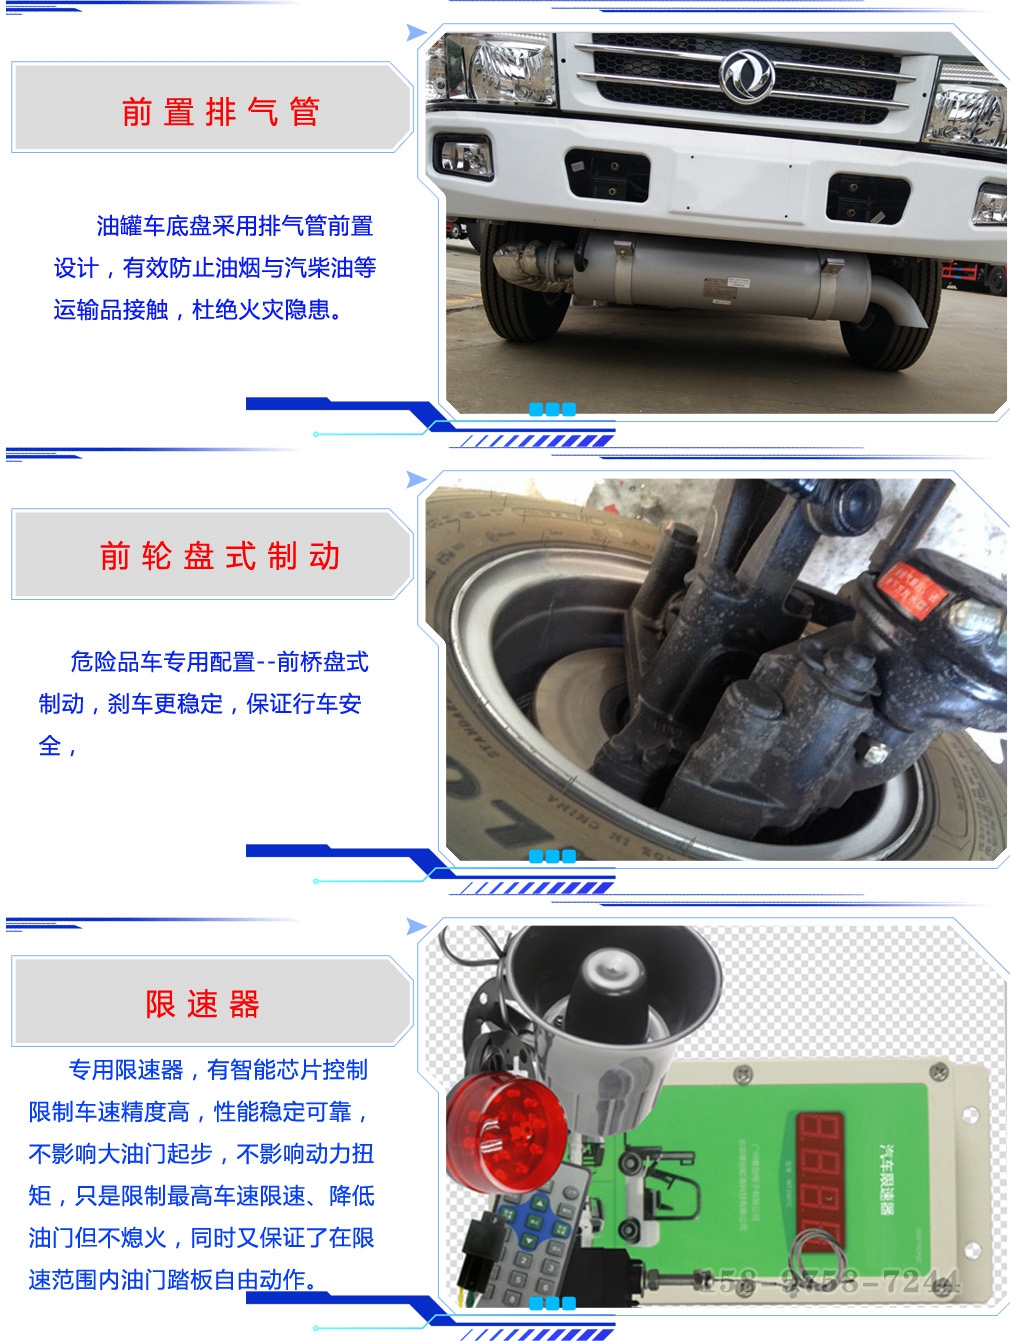 前置排气管
油罐车底盘采用排气管前置
设计，有效防止油烟与汽柴油等
运输品接触，杜绝火灾隐患。
前轮盘式制动
危险品车专用配置--前桥盘式
制动，刹车更稳定，保证行车安
全，
STANDARD
IN CHINA
限速器
专用限速器，有智能芯片控制
限制车速精度高，性能稳定可靠，
不影响大油门起步，不影响动力扭
矩，只是限制最高车速限速、降低
油门但不熄火，同时又保证了在限
速范围内油门踏板自由动作。
汽车限速器
158-9758-7244